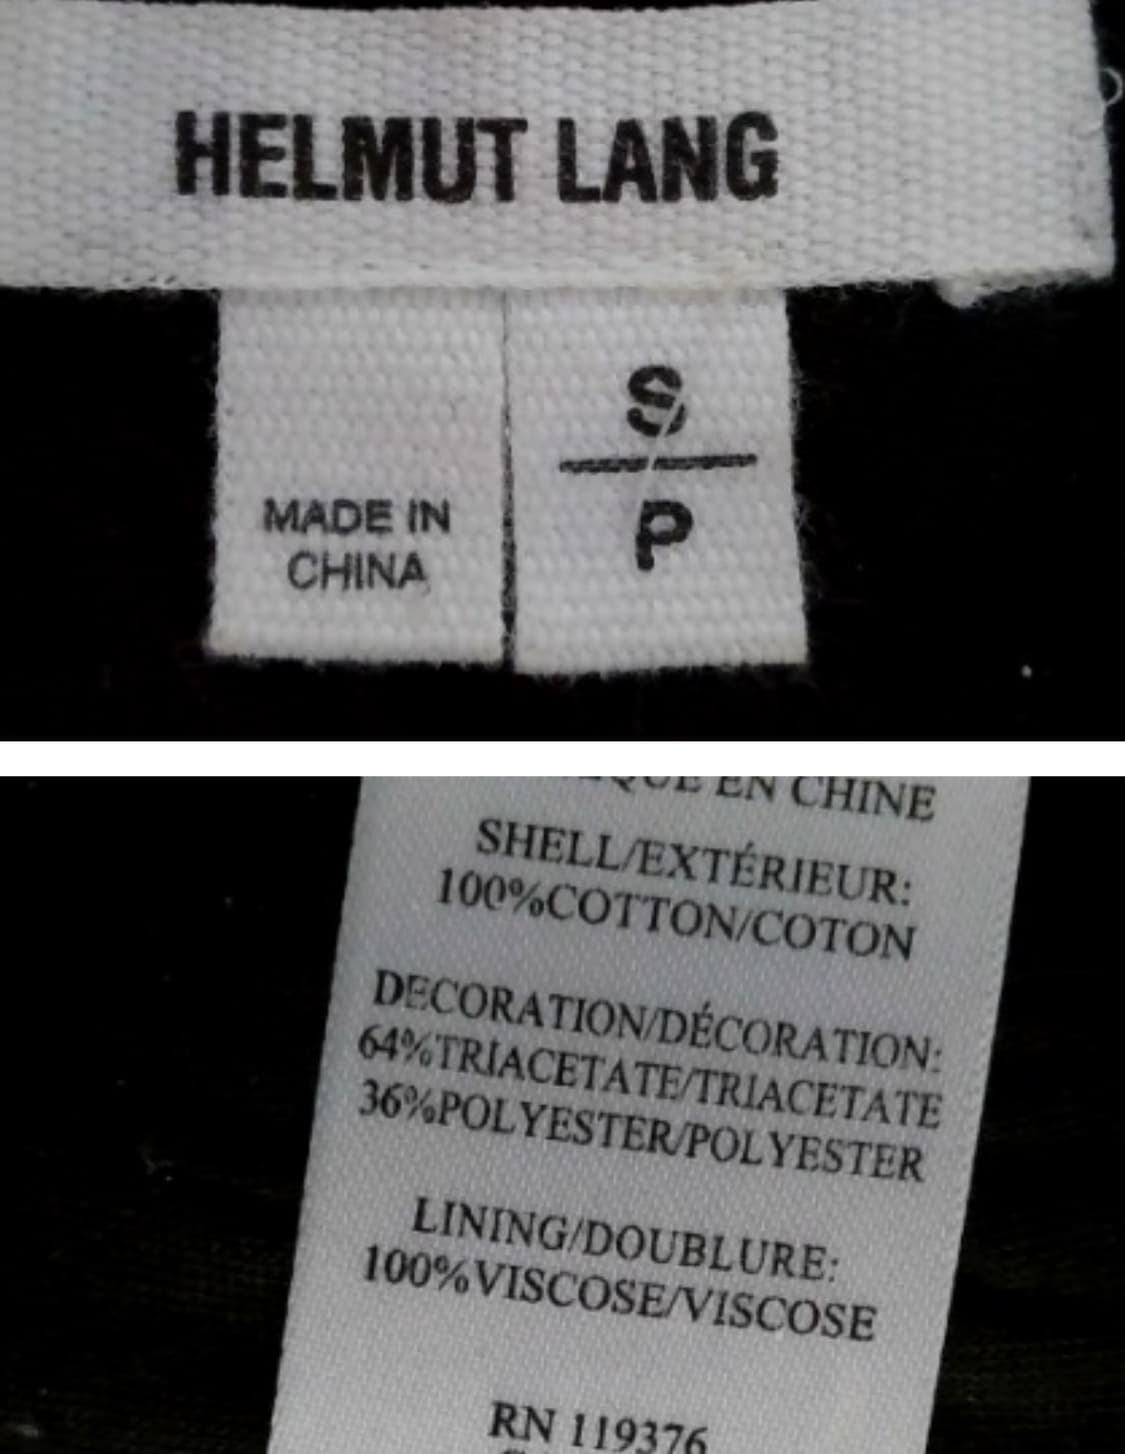 HELMUT LANG
MADE IN
CHINA
S
P
EN CHINE
SHELL/EXTÉRIEUR:
100%COTTON/COTON
DECORATION/DÉCORATION:
64%TRIACETATE/TRIACETATE
36%POLYESTER/POLYESTER
LINING/DOUBLURE:
100%VISCOSE/VISCOSE
RN 119376